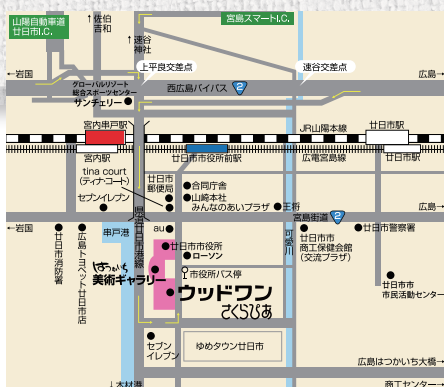 山陽自動車道
廿日市I.C.
↑佐伯
吉和
宮島スマートI.C.
↑速谷
神社
上平良交差点
速谷交差点
←岩国
グローバルリゾート
総合スポーツセンター
サンチェリー
西広島バイパス
2
広島→
宮内串戸駅
JR山陽本線
廿日市駅
宮内駅
廿日市市役所前駅
広電宮島線
廿日市駅
tina court
(ティナ・コート)
廿日市
郵便局
合同庁舎
山崎本社
みんなのあいプラザ
セブンイレブン
王将
広島→
←岩国
宮島街道
2
県道廿日市港線
可愛川
串戸港
au
廿日市市役所
ローソン
廿日市市
商工保健会館
(交流プラザ)
廿日市警察署
廿日市消防署
広島トヨペット廿日市店
はつかいち
美術ギャラリー
市役所バス停
ウッドワン
さくらぴあ
廿日市市
市民活動センター
セブン
イレブン
ゆめタウン廿日市
広島はつかいち大橋→
↓木材港
商工センター→